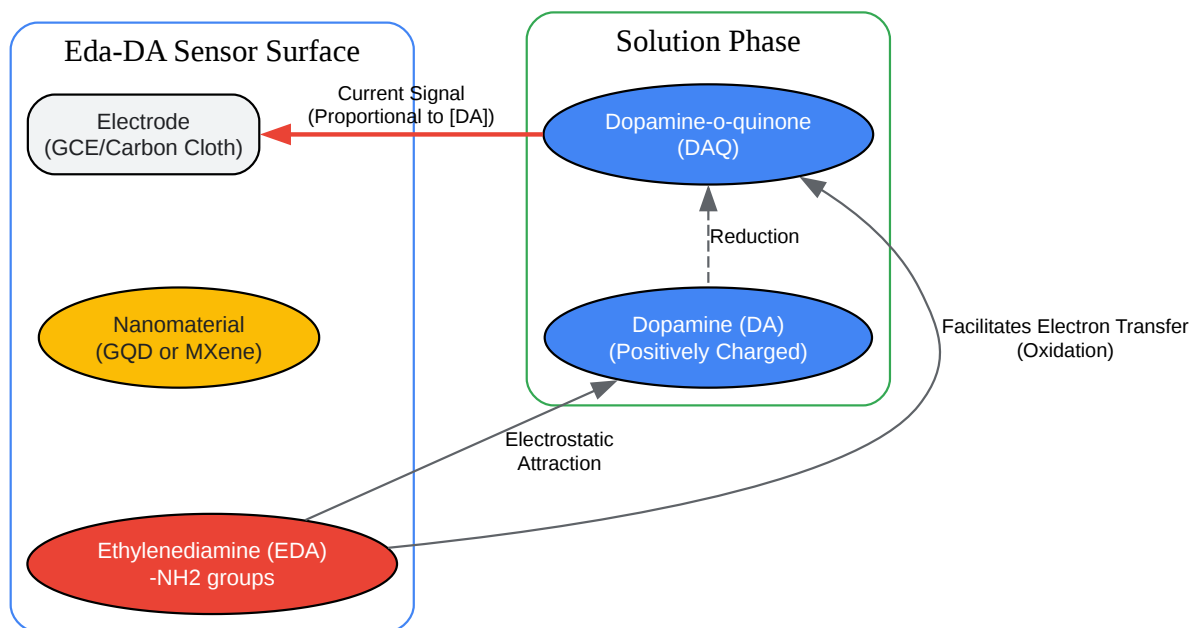 Eda-DA Sensor Surface
Solution Phase
Electrode
(GCE/Carbon Cloth)
Current Signal
(Proportional to [DA])
Dopamine-o-quinone
(DAQ)
Reduction
Nanomaterial
(GQD or MXene)
Dopamine (DA)
(Positively Charged)
Facilitates Electron Transfer
(Oxidation)
Electrostatic
Attraction
Ethylenediamine (EDA)
-NH2 groups